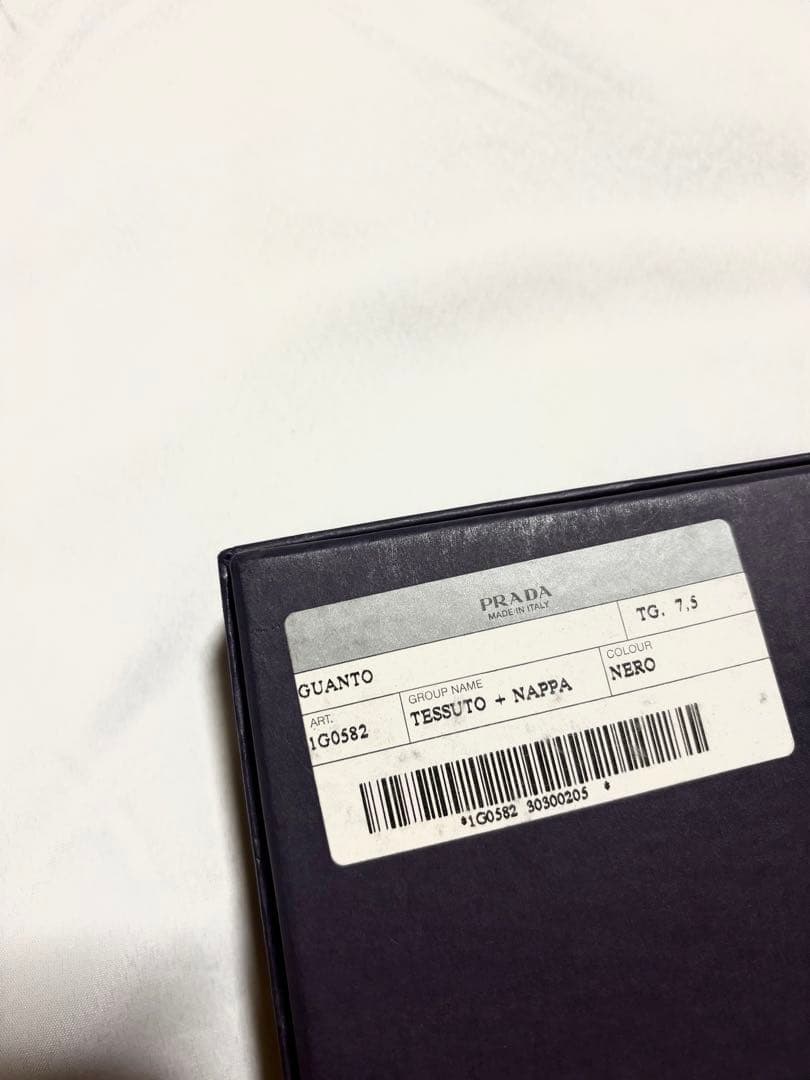 PRADA
MADE IN ITALY
GUANTO
TG. 7,5
ART.
1G0582
GROUP NAME
TESSUTO + NAPPA
COLOUR
NERO
*1G0582 30300205 *